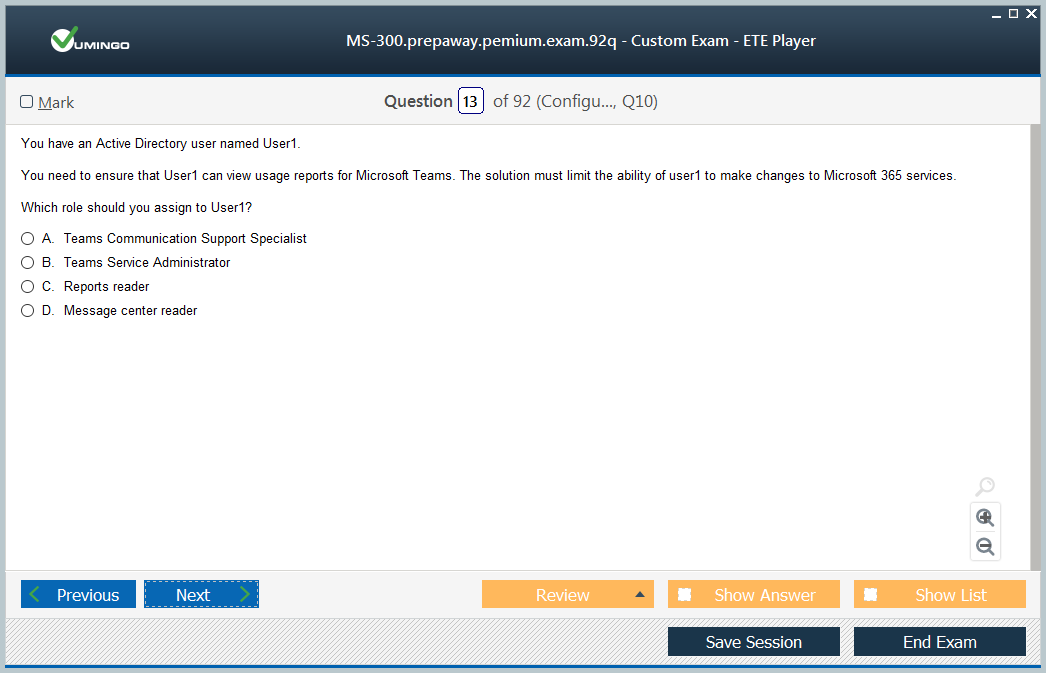 VUMINGO
MS-300.prepaway.pemium.exam.92q - Custom Exam - ETE Player
Mark
Question 13 of 92 (Configu..., Q10)
You have an Active Directory user named User1.
You need to ensure that User1 can view usage reports for Microsoft Teams. The solution must limit the ability of user1 to make changes to Microsoft 365 services.
Which role should you assign to User1?
A. Teams Communication Support Specialist
B. Teams Service Administrator
C. Reports reader
D. Message center reader
Previous Next Review Show Answer Show List
Save Session End Exam